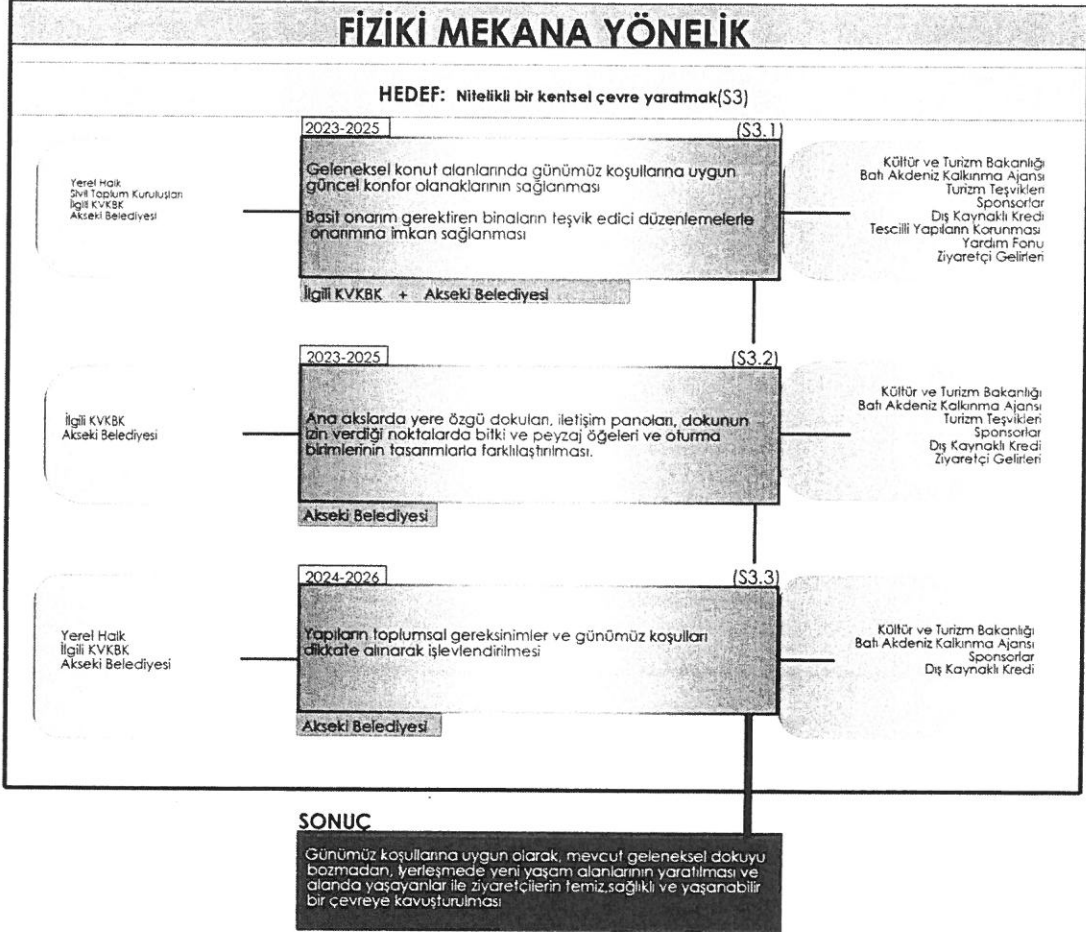 FİZİKİ MEKANA YÖNELİK
HEDEF: Nitelikli bir kentsel çevre yaratmak(S3)
2023-2025
(S3.1)
Yerel Halk
Sivil Toplum Kuruluşları
İlgili KVKBK
Akseki Belediyesi
Geleneksel konut alanlarında günümüz koşullarına uygun
güncel konfor olanaklarının sağlanması
Basit onarım gerektiren binaların teşvik edici düzenlemelerle
onarımına imkan sağlanması
İlgili KVKBK + Akseki Belediyesi
Kültür ve Turizm Bakanlığı
Batı Akdeniz Kalkınma Ajansı
Turizm Teşvikleri
Sponsorlar
Dış Kaynaklı Kredi
Tescilli Yapıların Korunması
Yardım Fonu
Ziyaretçi Gelirleri
2023-2025
(S3.2)
İlgili KVKBK
Akseki Belediyesi
Ana akslarda yere özgü dokuları, iletişim panoları, dokunun
izin verdiği noktalarda bitki ve peyzaj öğeleri ve oturma
birimlerinin tasarımlarla farklılaştırılması.
Akseki Belediyesi
Kültür ve Turizm Bakanlığı
Batı Akdeniz Kalkınma Ajansı
Turizm Teşvikleri
Sponsorlar
Dış Kaynaklı Kredi
Ziyaretçi Gelirleri
2024-2026
(S3.3)
Yerel Halk
İlgili KVKBK
Akseki Belediyesi
Yapıların toplumsal gereksinimler ve günümüz koşulları
dikkate alınarak işlevlendirilmesi
Akseki Belediyesi
Kültür ve Turizm Bakanlığı
Batı Akdeniz Kalkınma Ajansı
Sponsorlar
Dış Kaynaklı Kredi
SONUÇ
Günümüz koşullarına uygun olarak, mevcut geleneksel dokuyu
bozmadan, yerleşmede yeni yaşam alanlarının yaratılması ve
alanda yaşayanlar ile ziyaretçilerin temiz,sağlıklı ve yaşanabilir
bir çevreye kavuşturulması